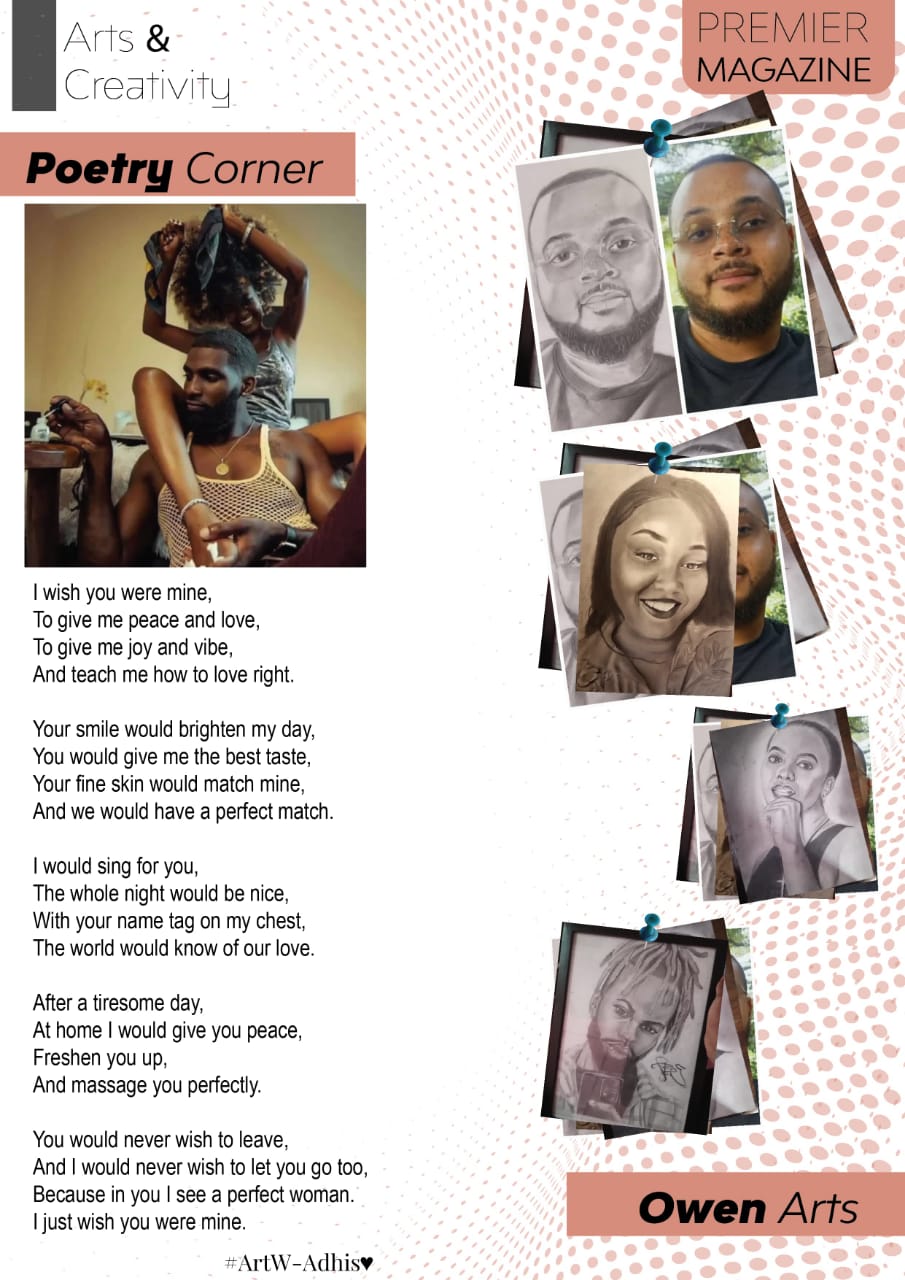 Arts &
Creativity
PREMIER
MAGAZINE
Poetry Corner
I wish you were mine,
To give me peace and love,
To give me joy and vibe,
And teach me how to love right.
Your smile would brighten my day,
You would give me the best taste,
Your fine skin would match mine,
And we would have a perfect match.
I would sing for you,
The whole night would be nice,
With your name tag on my chest,
The world would know of our love.
After a tiresome day,
At home I would give you peace,
Freshen you up,
And massage you perfectly.
You would never wish to leave,
And I would never wish to let you go too,
Because in you I see a perfect woman.
I just wish you were mine.
#ArtW-Adhis♥
Owen Arts